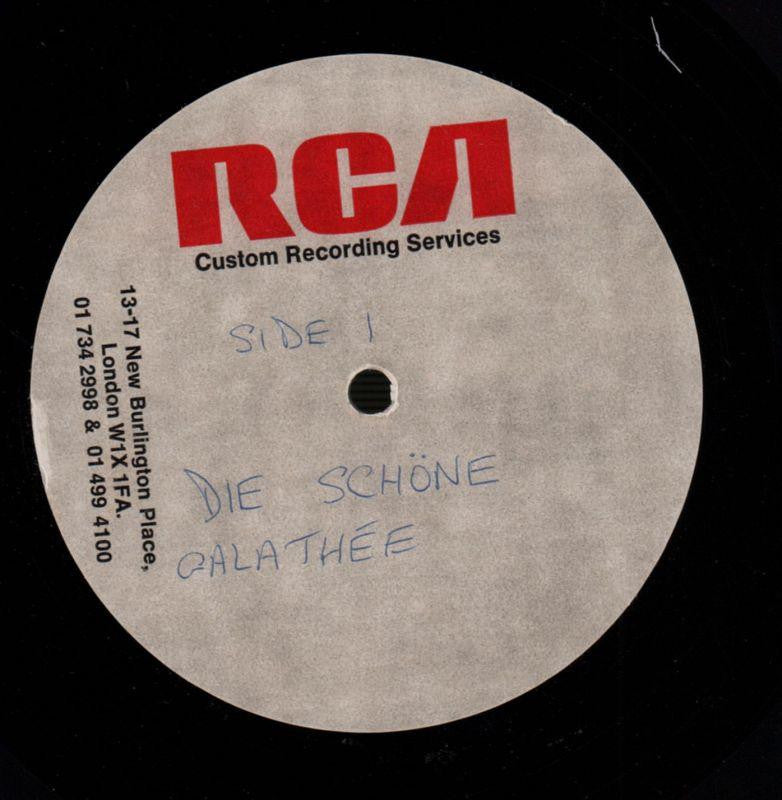 RCA
Custom Recording Services
13-17 New Burlington Place,
London W1X 1FA.
01 734 2998 & 01 499 4100
SIDE 1
DIE SCHÖNE
GALATHÉE